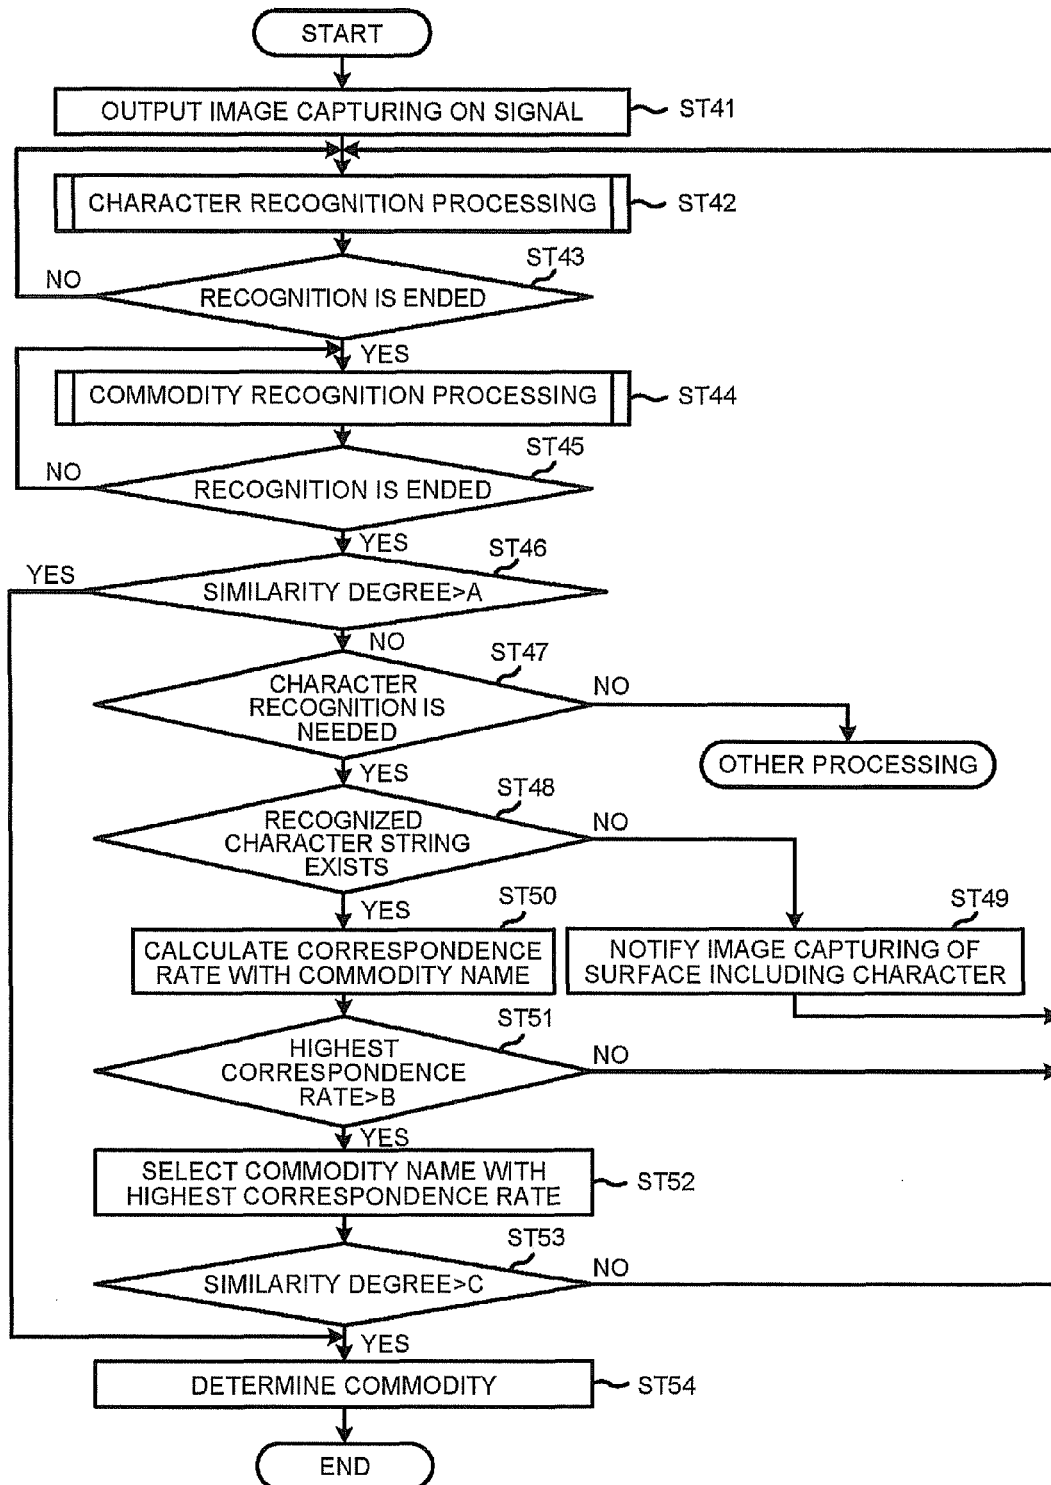 START
OUTPUT IMAGE CAPTURING ON SIGNAL
ST41
CHARACTER RECOGNITION PROCESSING
ST42
ST43
NO
RECOGNITION IS ENDED
YES
COMMODITY RECOGNITION PROCESSING
ST44
ST45
NO
RECOGNITION IS ENDED
YES
ST46
YES
SIMILARITY DEGREE>A
NO
ST47
CHARACTER
RECOGNITION IS
NEEDED
NO
OTHER PROCESSING
YES
ST48
RECOGNIZED
CHARACTER STRING
EXISTS
NO
YES
ST50
ST49
CALCULATE CORRESPONDENCE
RATE WITH COMMODITY NAME
NOTIFY IMAGE CAPTURING OF
SURFACE INCLUDING CHARACTER
ST51
HIGHEST
CORRESPONDENCE
RATE>B
NO
YES
SELECT COMMODITY NAME WITH
HIGHEST CORRESPONDENCE RATE
ST52
ST53
SIMILARITY DEGREE>C
NO
YES
DETERMINE COMMODITY
ST54
END